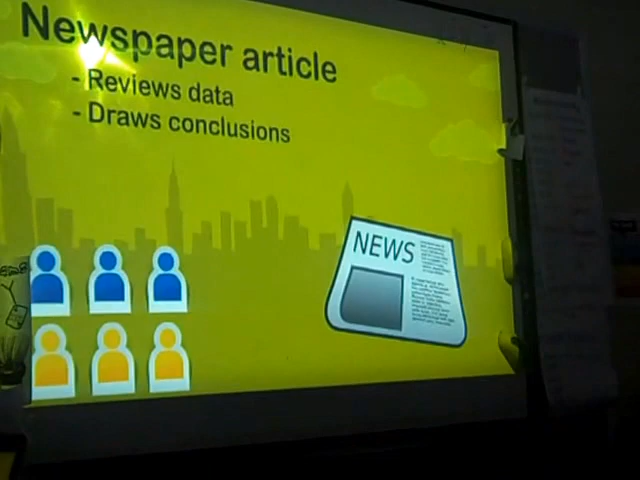 Newspaper article
- Reviews data
- Draws conclusions
NEWS